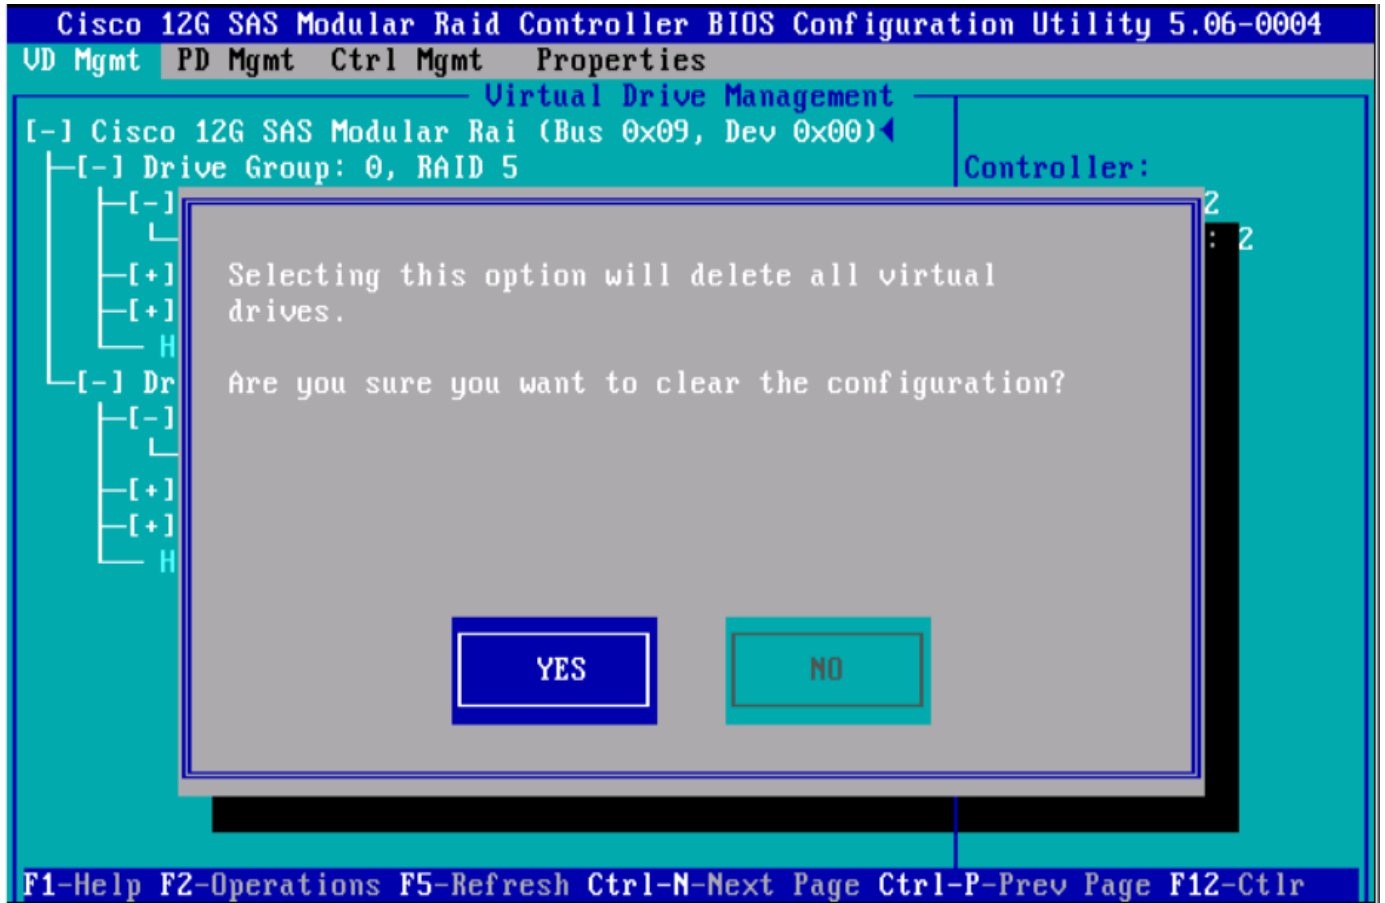 Cisco 12G SAS Modular Raid Controller BIOS Configuration Utility 5.06-0004
VD Mgmt PD Mgmt Ctrl Mgmt Properties
Virtual Drive Management
[-] Cisco 12G SAS Modular Rai (Bus 0x09, Dev 0x00)
[-] Drive Group: 0, RAID 5
Controller:
[-]
2
: 2
[+]
Selecting this option will delete all virtual
[+]
drives.
H
[-] Dr
Are you sure you want to clear the configuration?
[-]
[+]
[+]
H
YES
NO
F1-Help F2-Operations F5-Refresh Ctrl-N-Next Page Ctrl-P-Prev Page F12-Ctlr